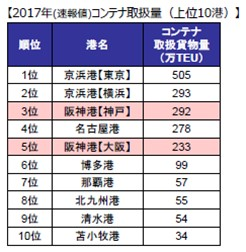 【2017年(速報値)コンテナ取扱量（上位10港）】
順位 港名 コンテナ取扱貨物量(万TEU)
1位 京浜港【東京】 505
2位 京浜港【横浜】 293
3位 阪神港【神戸】 292
4位 名古屋港 278
5位 阪神港【大阪】 233
6位 博多港 99
7位 那覇港 57
8位 北九州港 55
9位 清水港 54
10位 苫小牧港 34